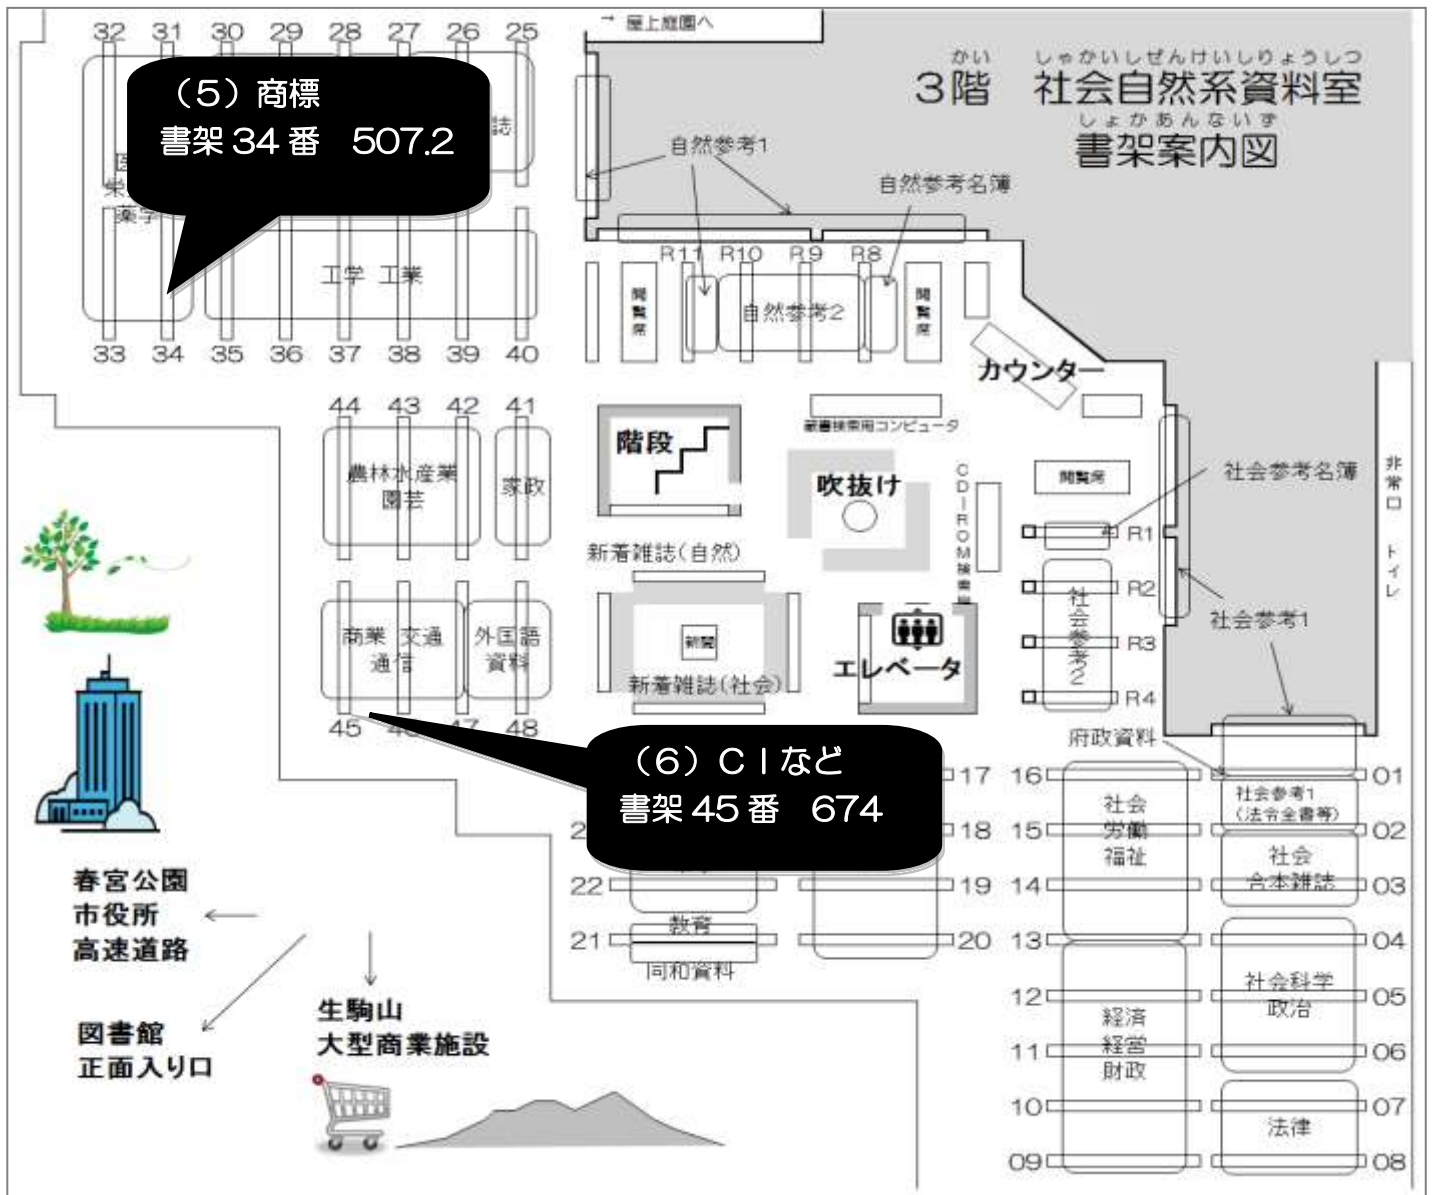 32 31 30 29 28 27 26 25
→ 屋上庭園へ
かい しゃかいしぜんけいしりょうしつ
3階 社会自然系資料室
しょかあんないず
書架案内図
(5)商標
書架34番 507.2
誌
薬学
自然参考1
自然参考名簿
R11 R10 R9 R8
工学 工業
閲覧席
自然参考2
閲覧席
33 34 35 36 37 38 39 40
カウンター
44 43 42 41
蔵書検索用コンピュータ
階段
農林水産業
園芸
家政
吹抜け
閲覧席
社会参考名簿
非常口 トイレ
新着雑誌(自然)
R1
R2
R3
R4
社会参考2
社会参考1
商業 交通
通信
外国語
資料
新聞
新着雑誌(社会)
エレベータ
45 47 48
府政資料
(6)CIなど
書架45番 674
17 16 01
社会参考1
(法令全書等)
18 15 02
社会
労働
福祉
社会
合本雑誌
22 19 14 03
教育
21 20 13 04
同和資料
社会科学
政治
12 05
経済
経営
財政
11 06
10 07
法律
09 08
春宮公園
市役所
高速道路
生駒山
大型商業施設
図書館
正面入り口